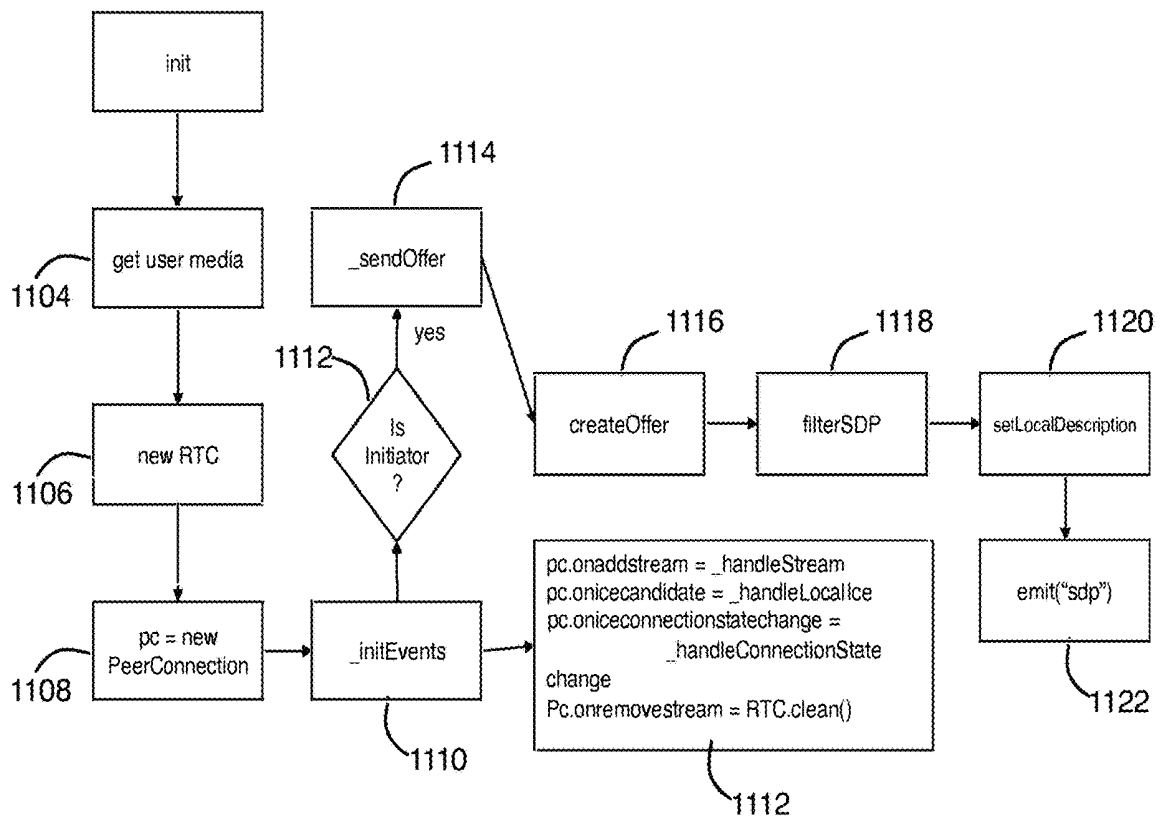 init
1114
get user media
_sendOffer
1104
yes
1116
1118
1120
1112
new RTC
Is
Initiator
?
createOffer
filterSDP
setLocalDescription
1106
pc = new
PeerConnection
_initEvents
pc.onaddstream = _handleStream
pc.onicecandidate = _handleLocalIce
pc.oniceconnectionstatechange =
_handleConnectionState
change
Pc.onremovestream = RTC.clean()
emit("sdp")
1108
1110
1112
1122